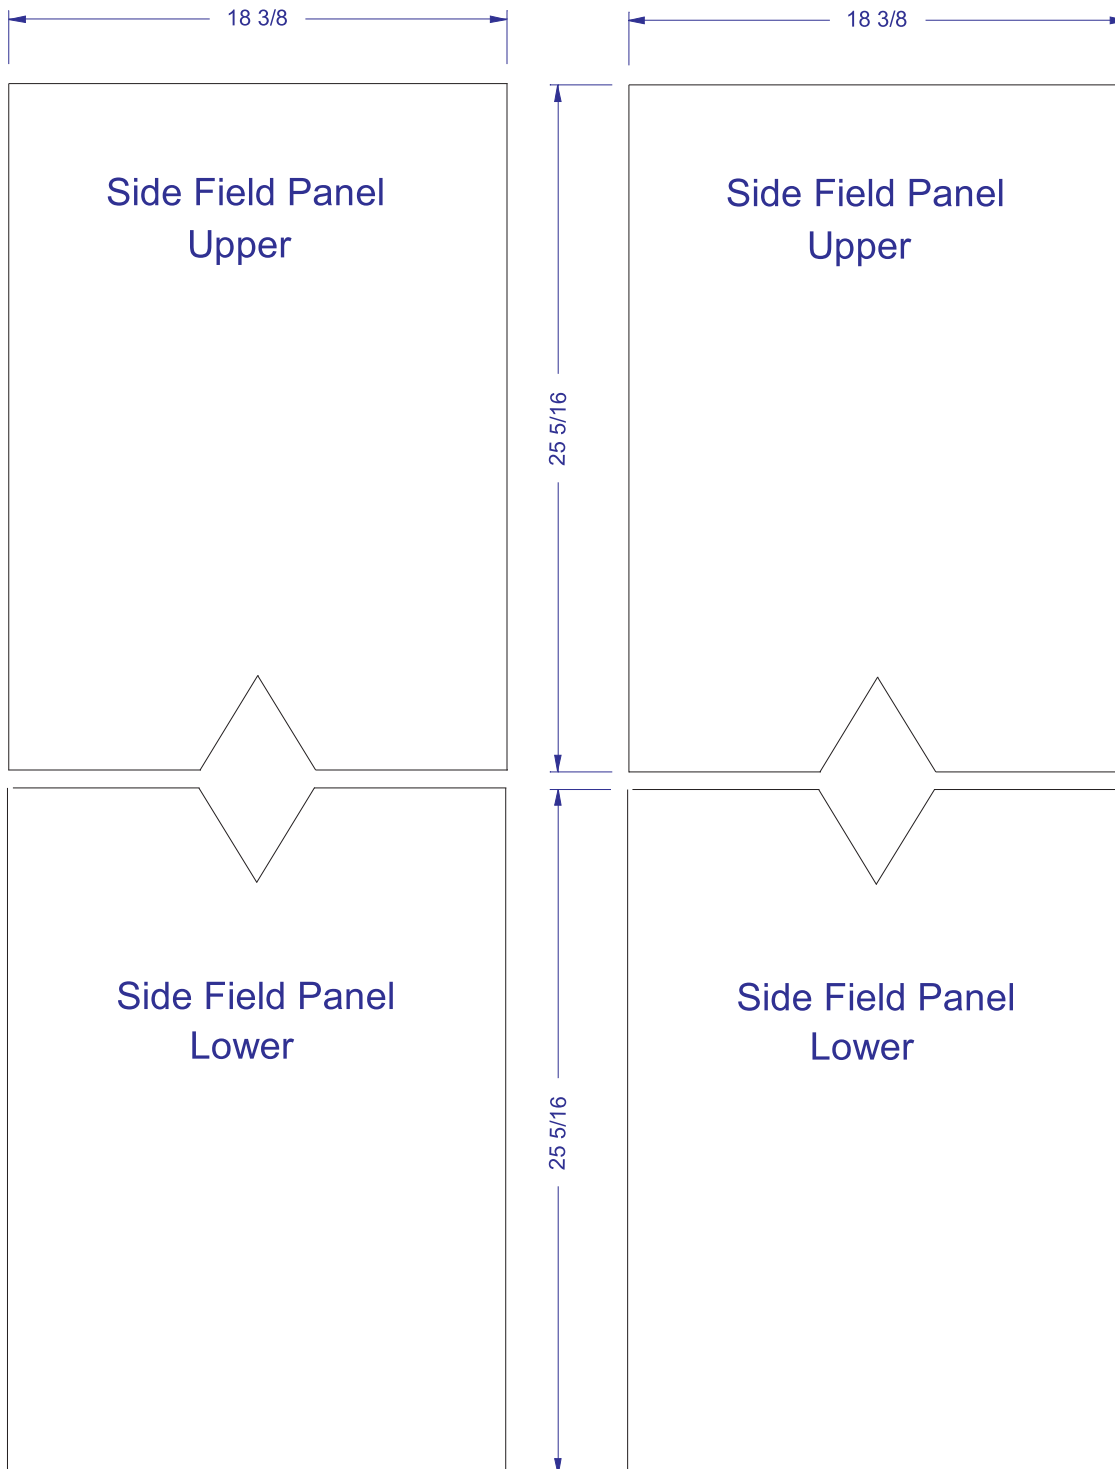 18 3/8
18 3/8
Side Field Panel
Upper
Side Field Panel
Upper
25 5/16
Side Field Panel
Lower
Side Field Panel
Lower
25 5/16